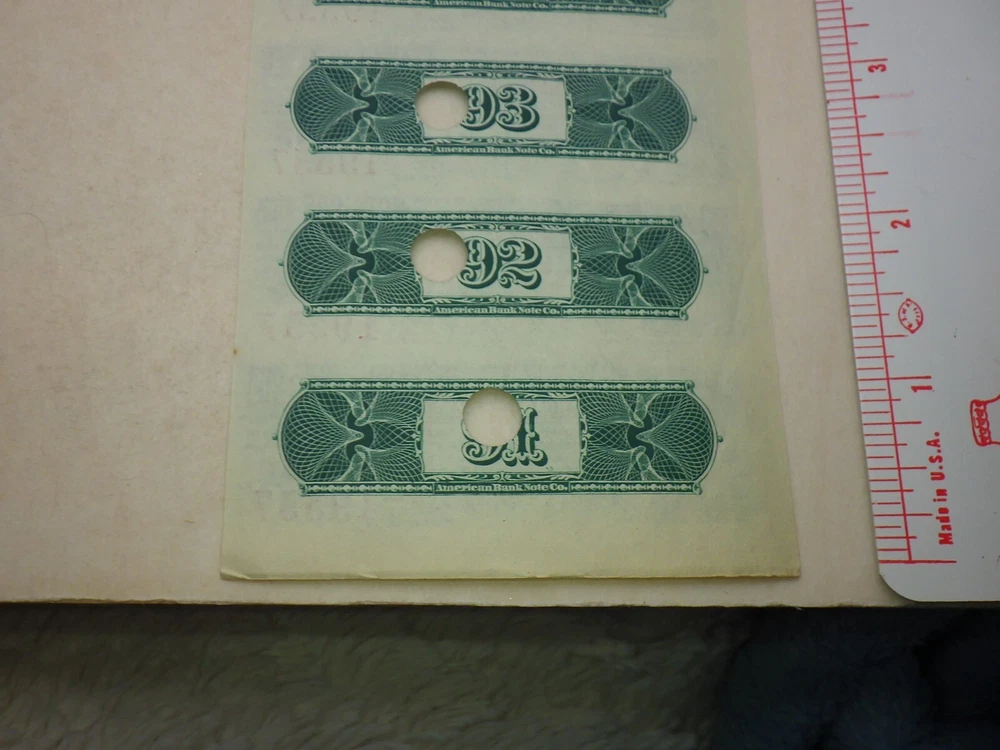 American Bank Note Co.
93
American Bank Note Co.
92
American Bank Note Co.
91
American Bank Note Co.
3
2
1
Made in U.S.A.